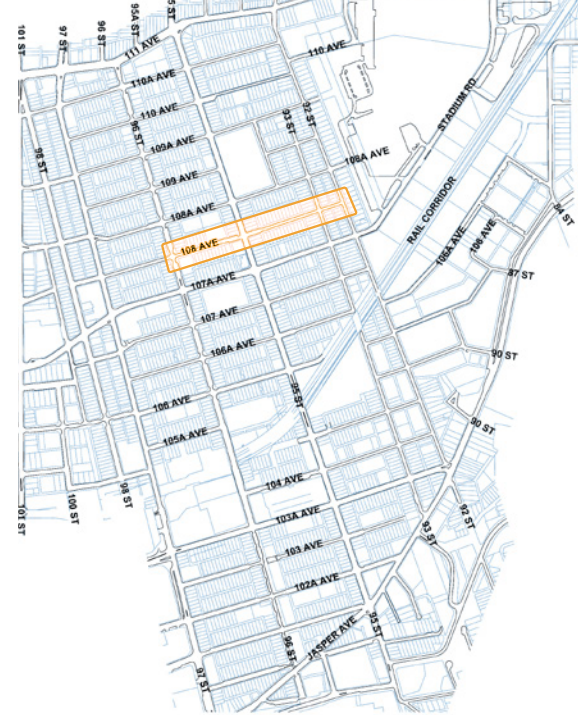 95A ST
5 ST
96 ST
97 ST
101 ST
111 AVE
110 AVE
110A AVE
110 AVE
96 ST
93 ST
92 ST
STADIUM RD
109A AVE
98 ST
108A AVE
109 AVE
RAIL CORRIDOR
84 ST
108A AVE
106 AVE
106A AVE
108 AVE
107A AVE
87 ST
107 AVE
106A AVE
90 ST
95 ST
106 AVE
90 ST
105A AVE
104 AVE
98 ST
100 ST
101 ST
92 ST
103A AVE
93 ST
103 AVE
102A AVE
95 ST
JASPER AVE
96 ST
97 ST